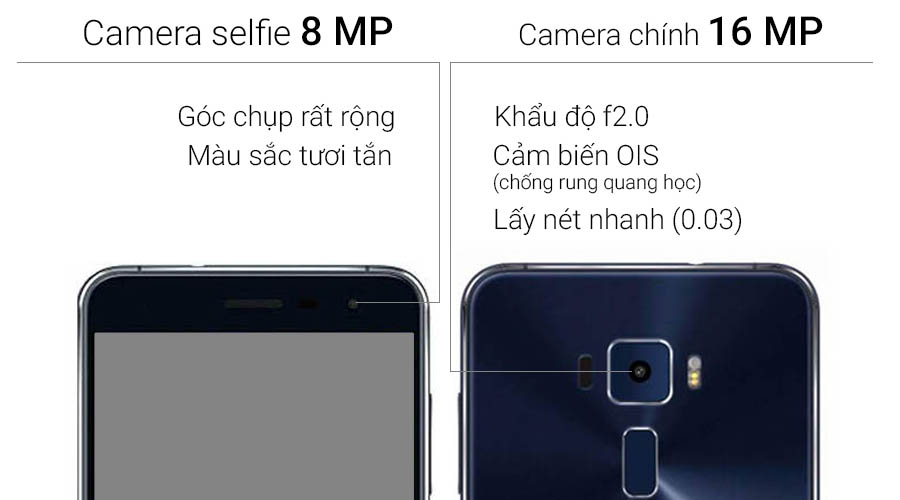 Camera selfie 8 MP
Góc chụp rất rộng
Màu sắc tươi tắn
Camera chính 16 MP
Khẩu độ f2.0
Cảm biến OIS
(chống rung quang học)
Lấy nét nhanh (0.03)